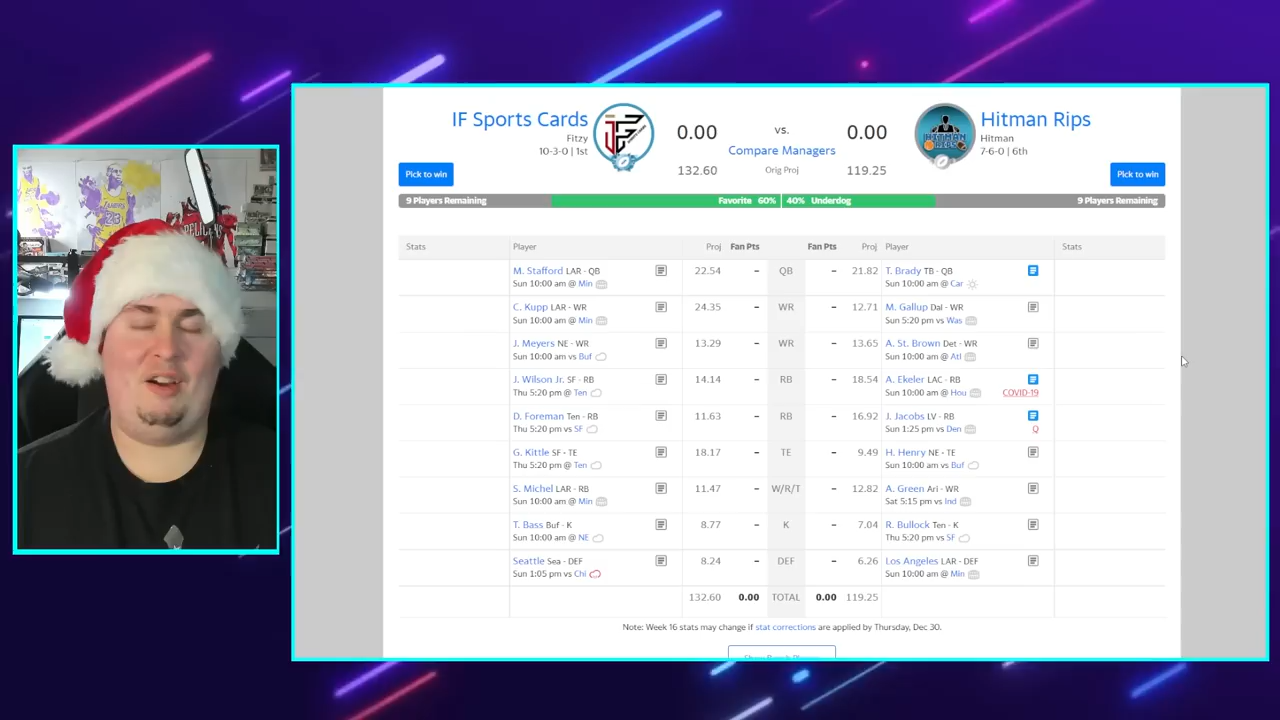 IF Sports Cards
Fitzy
10-3-0 | 1st
0.00
vs.
0.00
Compare Managers
132.60
Orig Proj
119.25
Hitman Rips
Hitman
7-6-0 | 6th
Pick to win
Pick to win
9 Players Remaining
Favorite 60% 40% Underdog
9 Players Remaining
Stats Player Proj Fan Pts Fan Pts Proj Player Stats
M. Stafford LAR - QB 22.54 – QB – 21.82 T. Brady TB - QB
Sun 10:00 am @ Min Sun 10:00 am @ Car
C. Kupp LAR - WR 24.35 – WR – 12.71 M. Gallup Dal - WR
Sun 10:00 am @ Min Sun 5:20 pm vs Was
J. Meyers NE - WR 13.29 – WR – 13.65 A. St. Brown Det - WR
Sun 10:00 am vs Buf Sun 10:00 am @ Atl
J. Wilson Jr. SF - RB 14.14 – RB – 18.54 A. Ekeler LAC - RB
Thu 5:20 pm @ Ten Sun 10:00 am @ Hou COVID-19
D. Foreman Ten - RB 11.63 – RB – 16.92 J. Jacobs LV - RB
Thu 5:20 pm vs SF Sun 1:25 pm vs Den Q
G. Kittle SF - TE 18.17 – TE – 9.49 H. Henry NE - TE
Thu 5:20 pm @ Ten Sun 10:00 am vs Buf
S. Michel LAR - RB 11.47 – W/R/T – 12.82 A. Green Ari - WR
Sun 10:00 am @ Min Sat 5:15 pm vs Ind
T. Bass Buf - K 8.77 – K – 7.04 R. Bullock Ten - K
Sun 10:00 am @ NE Thu 5:20 pm vs SF
Seattle Sea - DEF 8.24 – DEF – 6.26 Los Angeles LAR - DEF
Sun 1:05 pm vs Chi Sun 10:00 am @ Min
132.60 0.00 TOTAL 0.00 119.25
Note: Week 16 stats may change if stat corrections are applied by Thursday, Dec 30.